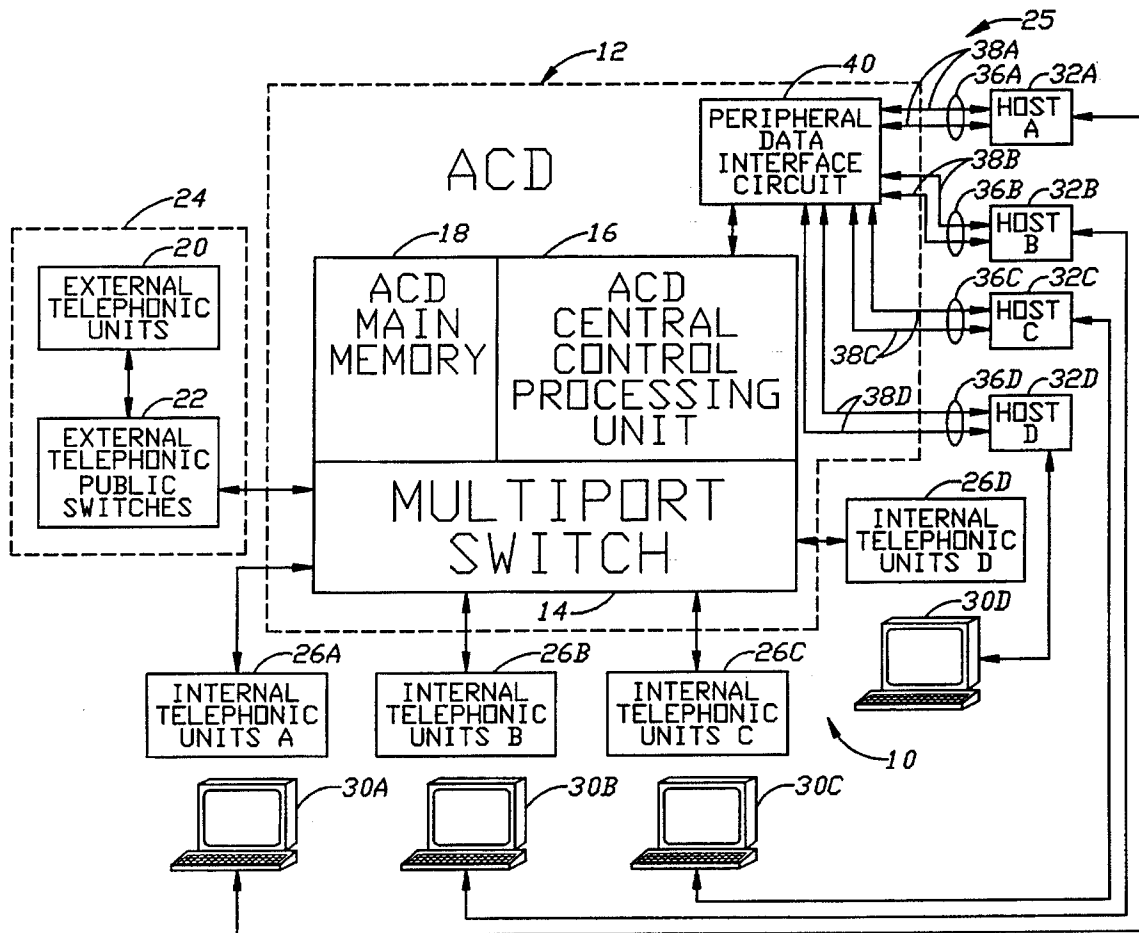 25
12
40
38A
36A
32A
HOST
A
PERIPHERAL
DATA
INTERFACE
CIRCUIT
ACD
38B
36B
32B
HOST
B
24
20
EXTERNAL
TELEPHONIC
UNITS
18
16
ACD
MAIN
MEMORY
ACD
CENTRAL
CONTROL
PROCESSING
UNIT
36C
32C
HOST
C
38C
22
EXTERNAL
TELEPHONIC
PUBLIC
SWITCHES
38D
36D
32D
HOST
D
MULTIPORT
SWITCH
14
26D
INTERNAL
TELEPHONIC
UNITS D
30D
26A
INTERNAL
TELEPHONIC
UNITS A
26B
INTERNAL
TELEPHONIC
UNITS B
26C
INTERNAL
TELEPHONIC
UNITS C
10
30A
30B
30C